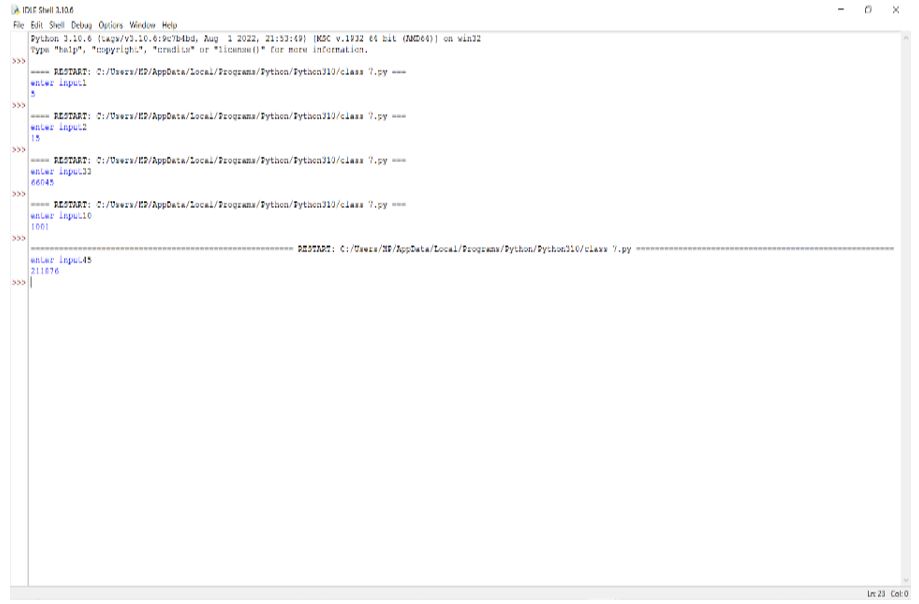 IDLE Shell 3.10.6
File Edit Shell Debug Options Window Help
Python 3.10.6 (tags/v3.10.6:9c7b4bd, Aug 1 2022, 21:53:49) [MSC v.1932 64 bit (AMD64)] on win32
Type "help", "copyright", "credits" or "license()" for more information.
>>>
==== RESTART: C:/Users/HP/AppData/Local/Programs/Python/Python310/class 7.py ===
enter input1
5
>>>
==== RESTART: C:/Users/HP/AppData/Local/Programs/Python/Python310/class 7.py ===
enter input2
15
>>>
==== RESTART: C:/Users/HP/AppData/Local/Programs/Python/Python310/class 7.py ===
enter input33
66045
>>>
==== RESTART: C:/Users/HP/AppData/Local/Programs/Python/Python310/class 7.py ===
enter input10
1001
>>>
RESTART: C:/Users/HP/AppData/Local/Programs/Python/Python310/class 7.py
enter input45
211876
>>>
Ln: 23 Col: 0